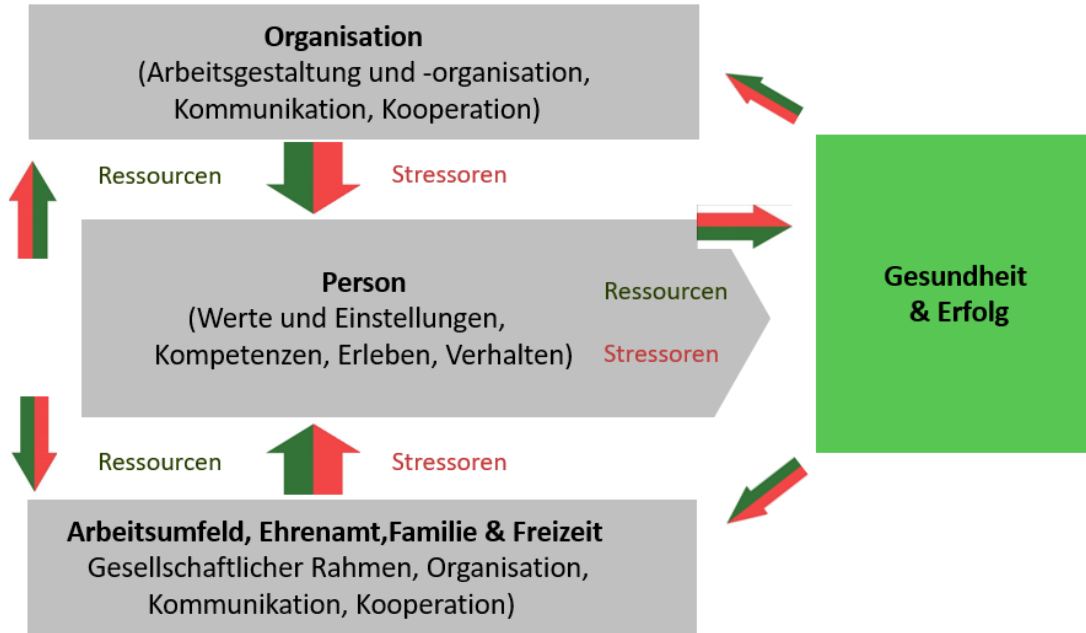 Organisation
(Arbeitsgestaltung und -organisation,
Kommunikation, Kooperation)
Ressourcen
Stressoren
Person
(Werte und Einstellungen,
Kompetenzen, Erleben, Verhalten)
Ressourcen
Stressoren
Gesundheit
& Erfolg
Ressourcen
Stressoren
Arbeitsumfeld, Ehrenamt,Familie & Freizeit
Gesellschaftlicher Rahmen, Organisation,
Kommunikation, Kooperation)